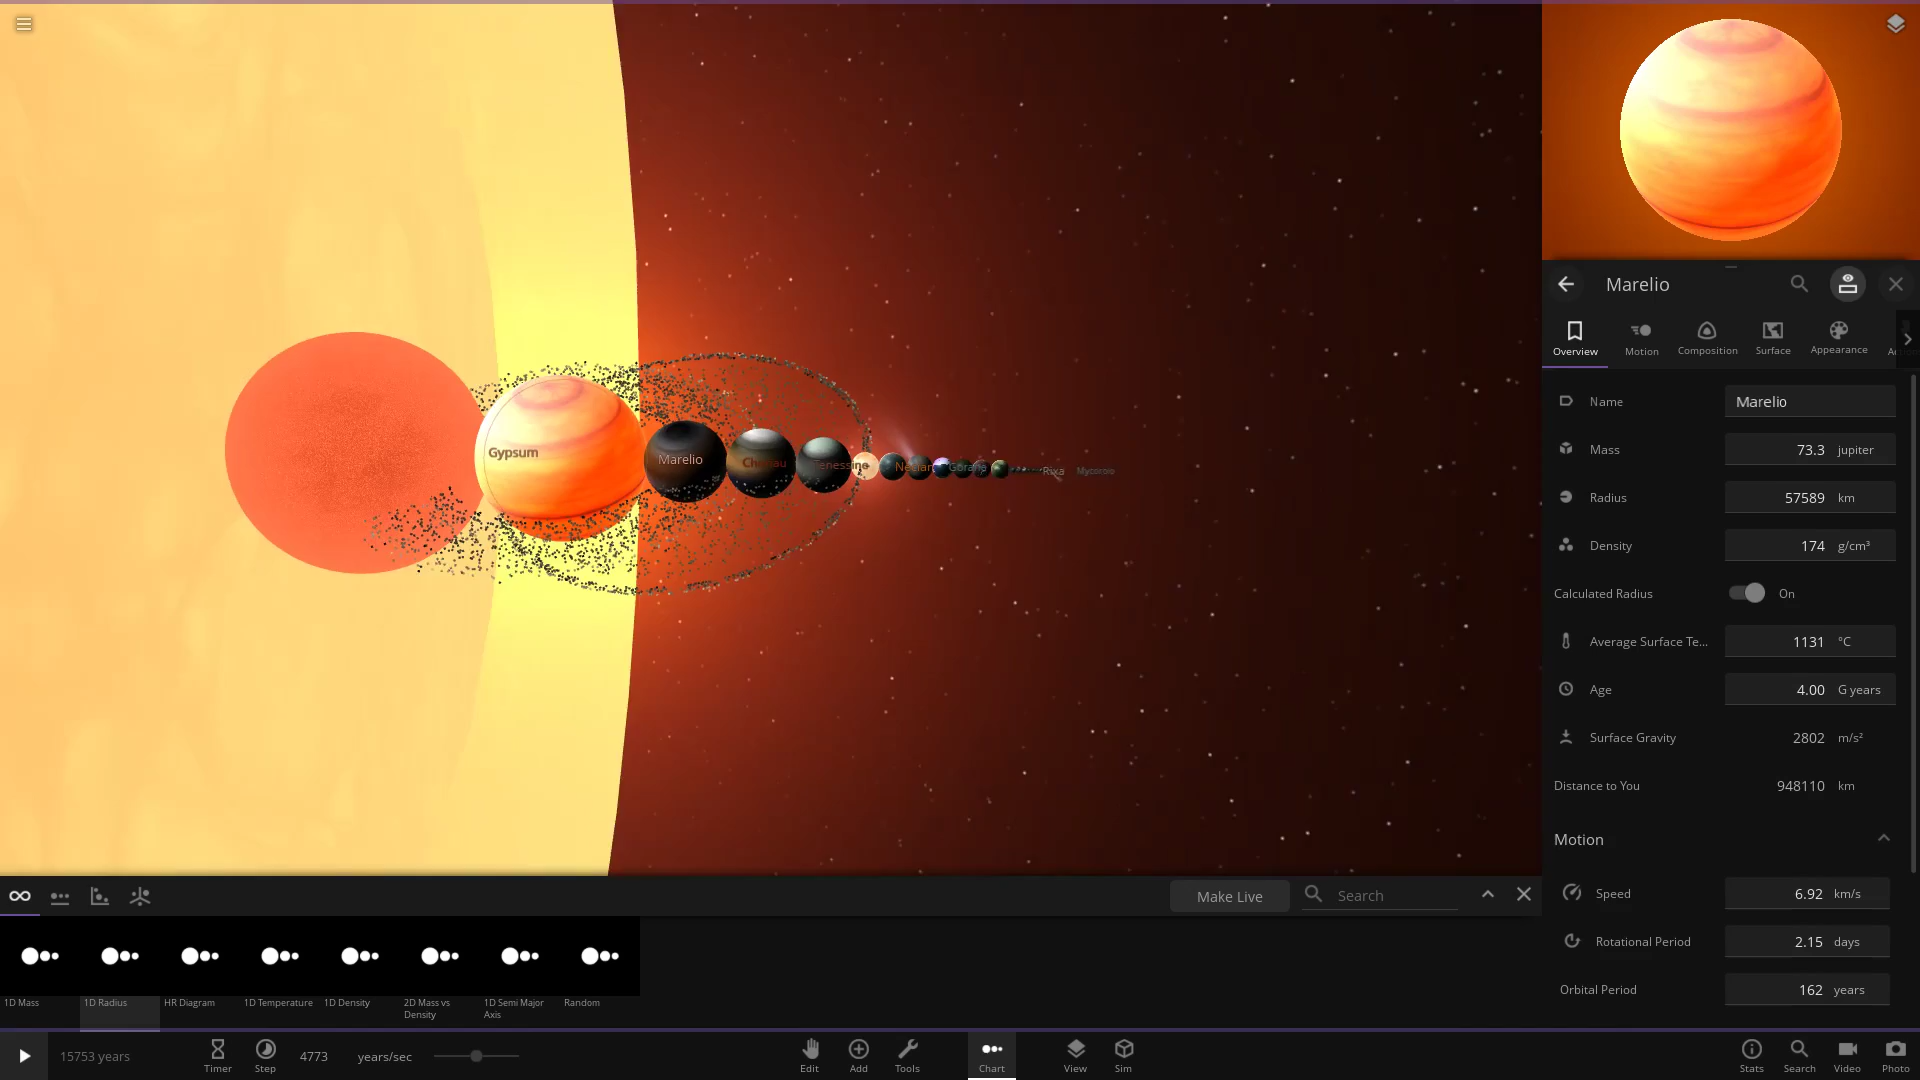 Gypsum
Marelio
Tenessine
Nectar
Rixa
Marelio
Overview
Motion
Composition
Surface
Appearance
Name
Marelio
Mass
73.3 jupiter
Radius
57589 km
Density
174 g/cm³
Calculated Radius
On
Average Surface Te...
1131 °C
Age
4.00 G years
Surface Gravity
2802 m/s²
Distance to You
948110 km
Motion
Speed
6.92 km/s
Rotational Period
2.15 days
Orbital Period
162 years
Make Live
Search
1D Mass
1D Radius
HR Diagram
1D Temperature
1D Density
2D Mass vs
Density
1D Semi Major
Axis
Random
15753 years
Timer
Step
4773 years/sec
Edit
Add
Tools
Chart
View
Sim
Stats
Search
Video
Photo